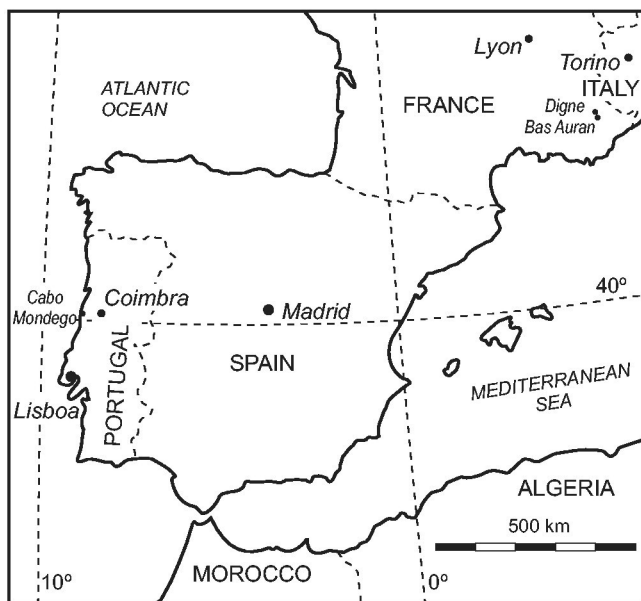 Lyon
Torino
ATLANTIC
OCEAN
ITALY
FRANCE
Digne
Bas Auran
40º
Cabo
Mondego
Coimbra
Madrid
PORTUGAL
SPAIN
MEDITERRANEAN
SEA
Lisboa
ALGERIA
500 km
MOROCCO
10º
0º